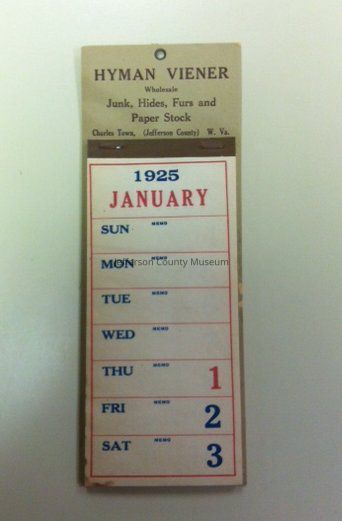 HYMAN VIENER
Wholesale
Junk, Hides, Furs and
Paper Stock
Charles Town, (Jefferson County) W. Va.
1925
JANUARY
SUN MEMO
MON MEMO
Jefferson County Museum
TUE MEMO
WED MEMO
THU MEMO 1
FRI MEMO 2
SAT MEMO 3